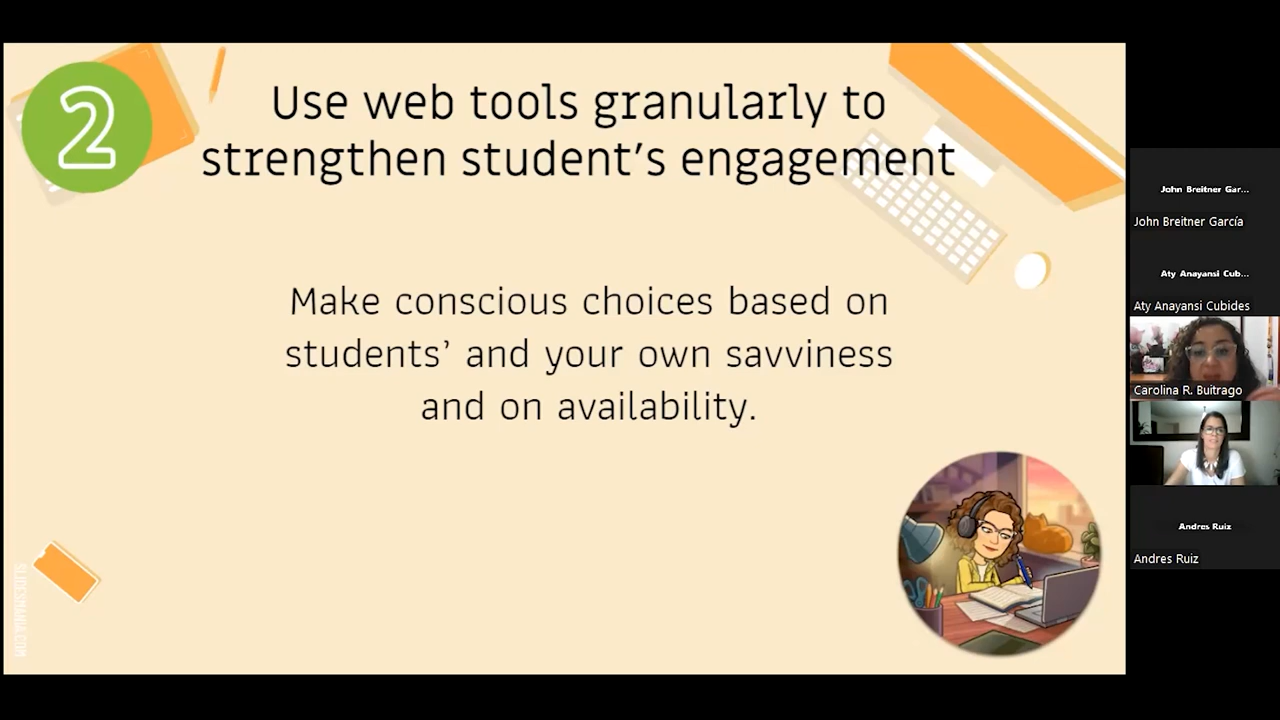 2
Use web tools granularly to
strengthen student's engagement
Make conscious choices based on
students’ and your own savviness
and on availability.
SLIDESMANIA.COM
John Breitner Gar...
John Breitner García
Aty Anayansi Cub...
Aty Anayansi Cubides
Carolina R. Buitrago
Andres Ruiz
Andres Ruiz